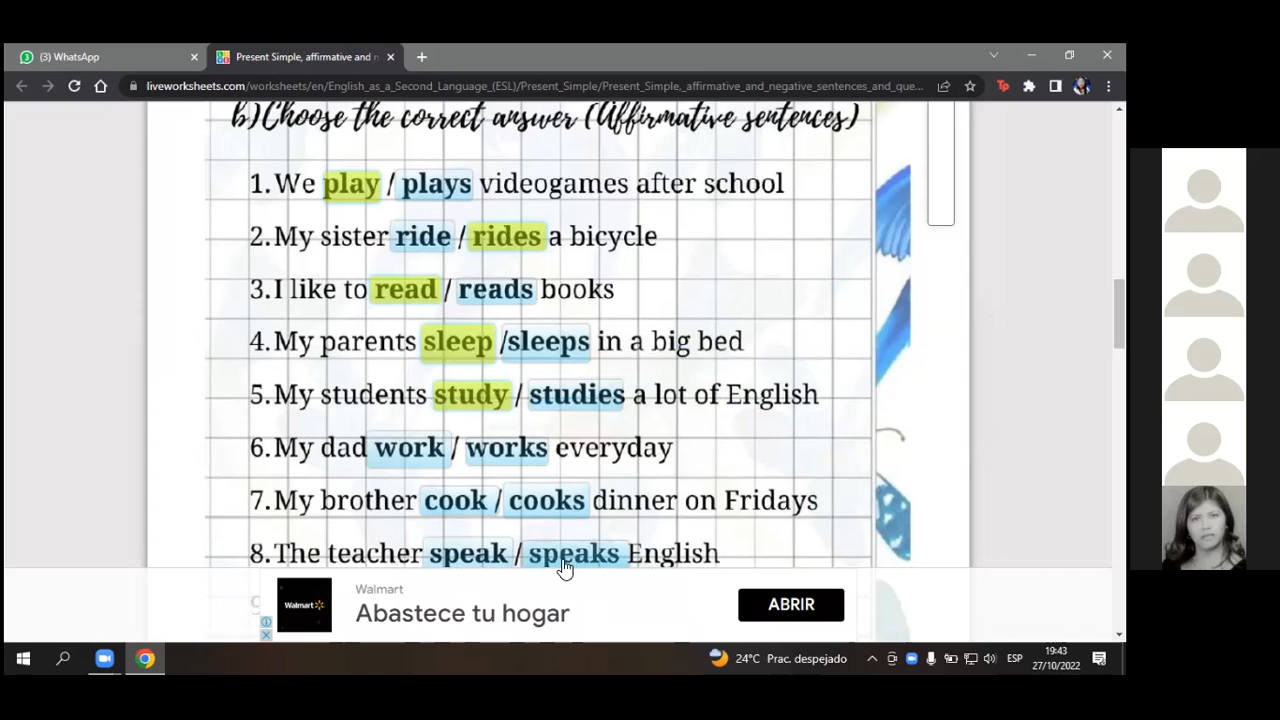 (3) WhatsApp
Present Simple, affirmative and n
liveworksheets.com/worksheets/en/English_as_a_Second_Language_(ESL)/Present_Simple/Present_Simple,_affirmative_and_negative_sentences_and_que...
b)Choose the correct answer (Affirmative sentences)
1. We play / plays videogames after school
2. My sister ride / rides a bicycle
3. I like to read / reads books
4. My parents sleep /sleeps in a big bed
5. My students study / studies a lot of English
6. My dad work / works everyday
7. My brother cook / cooks dinner on Fridays
8. The teacher speak / speaks English
Walmart
Walmart
Abastece tu hogar
ABRIR
24°C Prac. despejado
ESP
19:43
27/10/2022